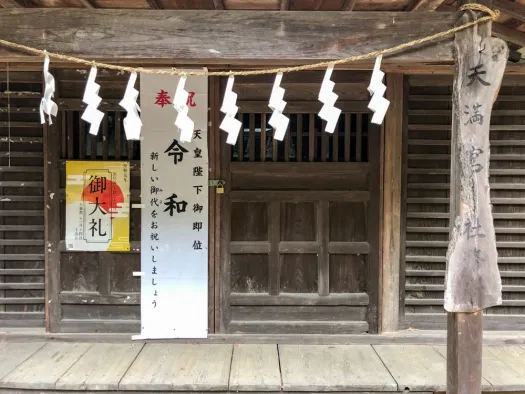 奉祝
天皇陛下御即位
令和
新しい御代をお祝いしましょう
御大礼
天満宮社